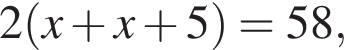 2(x + x + 5) = 58,